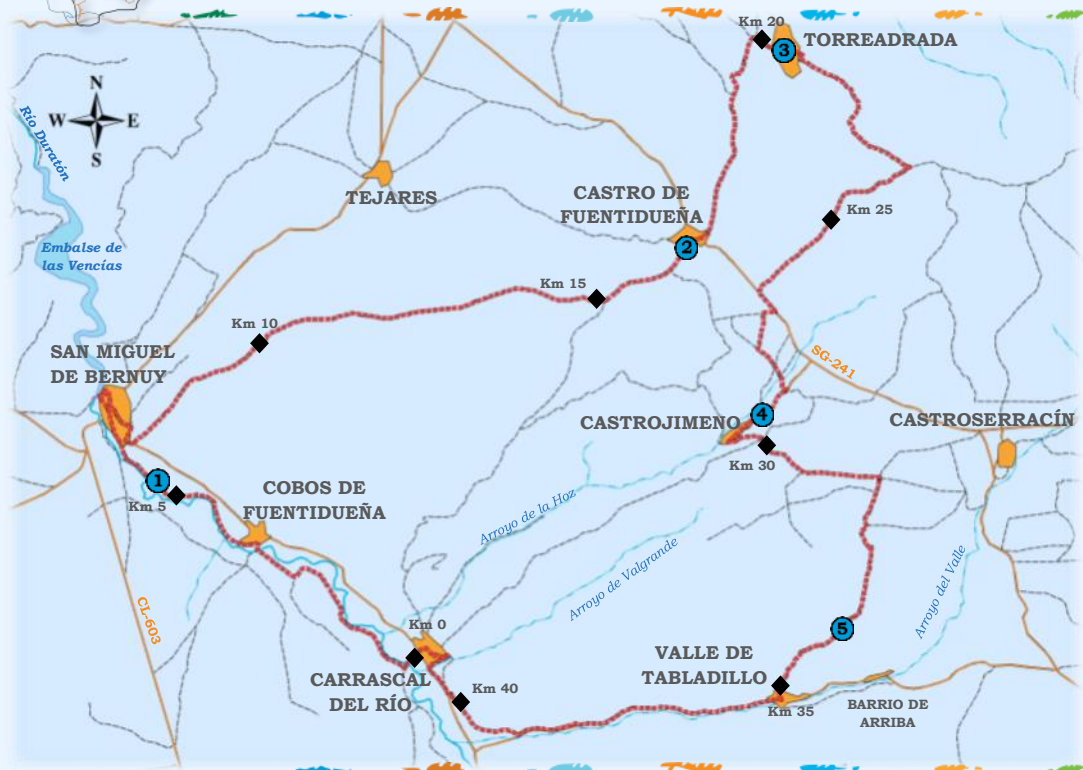 Km 20
3
TORREADRADA
N
W
E
S
Río Duratón
TEJARES
CASTRO DE
FUENTIDUEÑA
Km 25
2
Embalse de
las Vencías
Km 15
Km 10
SAN MIGUEL
DE BERNUY
SG-241
4
CASTROJIMENO
CASTROSERRACÍN
Km 30
1
Km 5
COBOS DE
FUENTIDUEÑA
Arroyo de la Hoz
Arroyo de Valgrande
Arroyo del Valle
CL-603
Km 0
5
CARRASCAL
DEL RÍO
VALLE DE
TABLADILLO
Km 40
Km 35
BARRIO DE
ARRIBA